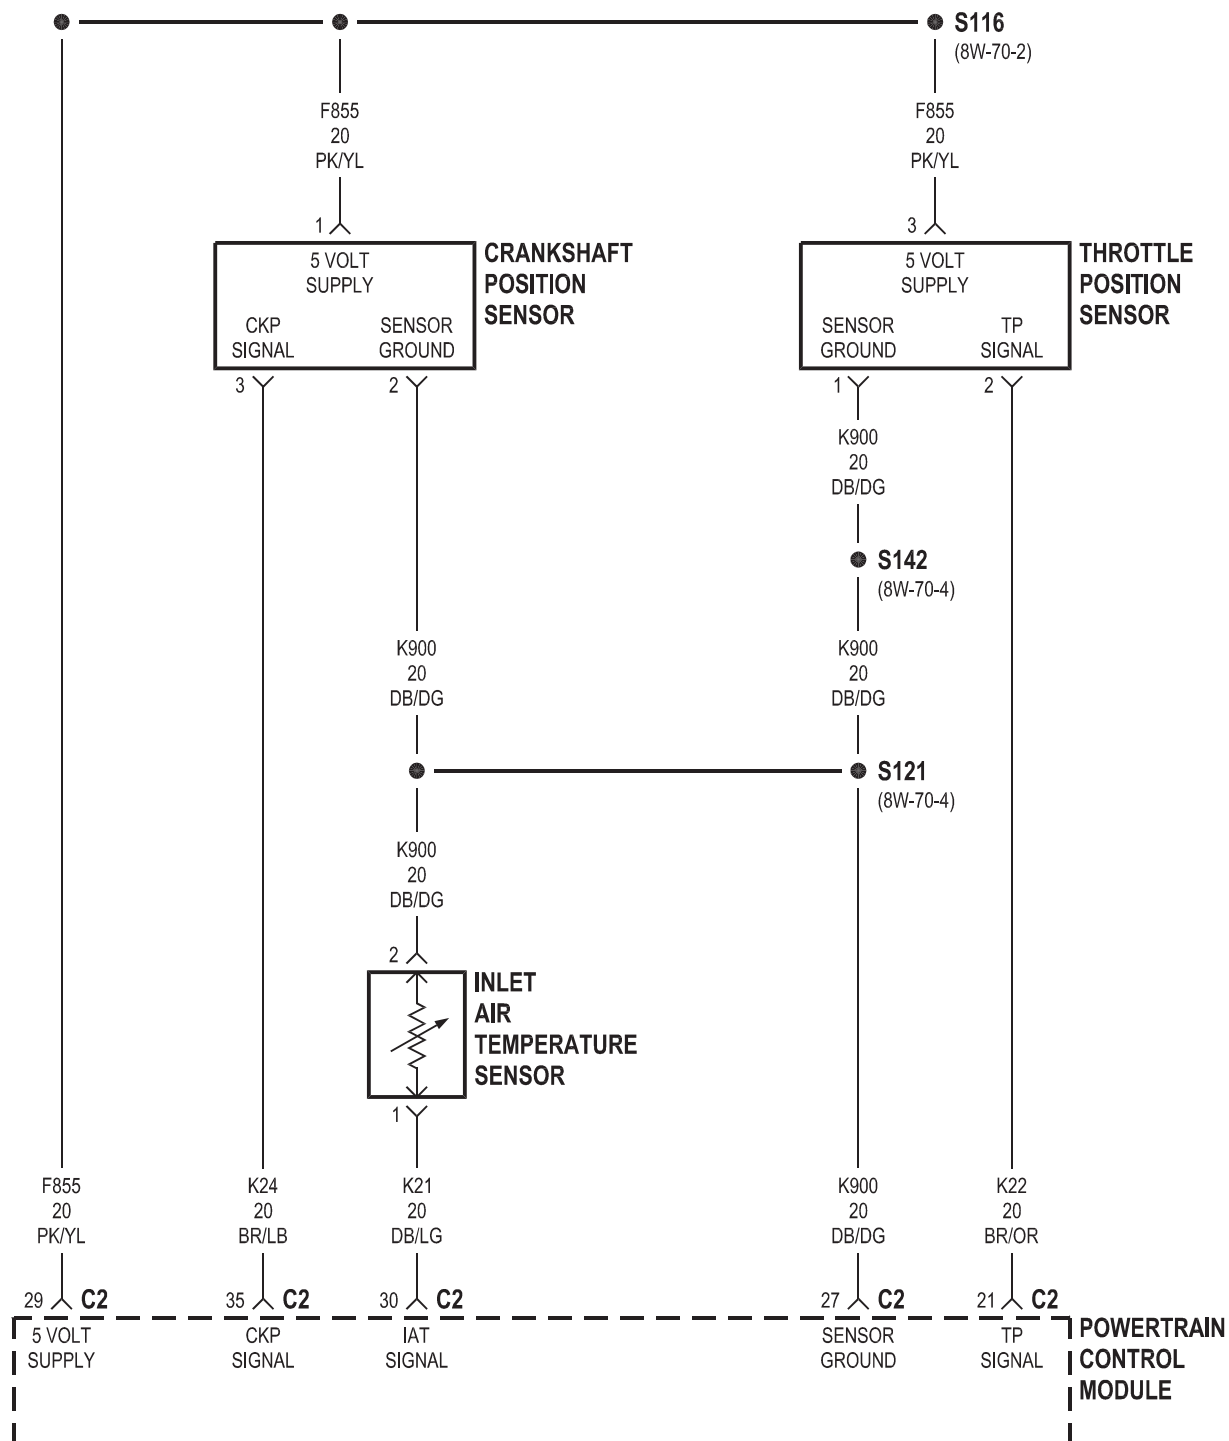 S116
(8W-70-2)
F855
20
PK/YL
F855
20
PK/YL
1
3
5 VOLT
SUPPLY
CKP
SIGNAL
SENSOR
GROUND
CRANKSHAFT
POSITION
SENSOR
5 VOLT
SUPPLY
SENSOR
GROUND
TP
SIGNAL
THROTTLE
POSITION
SENSOR
3
2
1
2
K900
20
DB/DG
S142
(8W-70-4)
K900
20
DB/DG
K900
20
DB/DG
S121
(8W-70-4)
K900
20
DB/DG
2
INLET
AIR
TEMPERATURE
SENSOR
1
F855
20
PK/YL
K24
20
BR/LB
K21
20
DB/LG
K900
20
DB/DG
K22
20
BR/OR
29 C2
35 C2
30 C2
27 C2
21 C2
5 VOLT
SUPPLY
CKP
SIGNAL
IAT
SIGNAL
SENSOR
GROUND
TP
SIGNAL
POWERTRAIN
CONTROL
MODULE